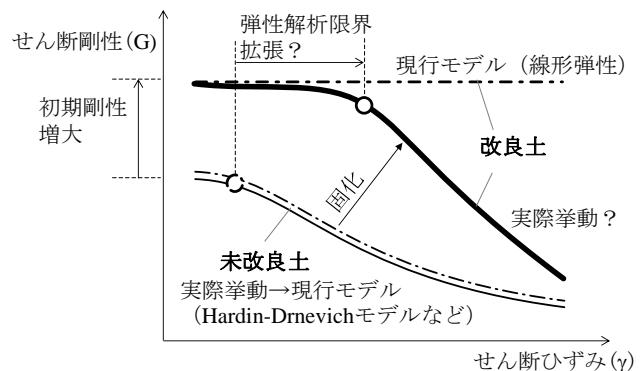 弾性解析限界
拡張？
せん断剛性(G)
現行モデル（線形弾性）
初期剛性
増大
改良土
固化
実際挙動？
未改良土
実際挙動→現行モデル
（Hardin-Drnevichモデルなど）
せん断ひずみ(γ)